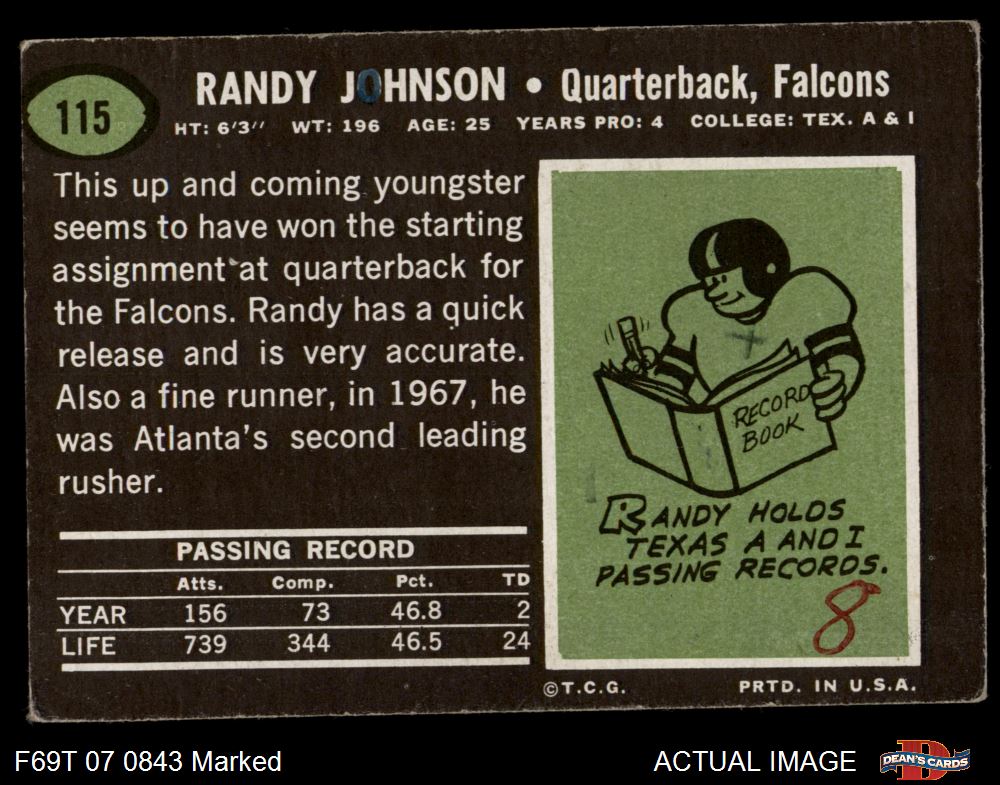 115
RANDY JOHNSON • Quarterback, Falcons
HT: 6'3" WT: 196 AGE: 25 YEARS PRO: 4 COLLEGE: TEX. A & I
This up and coming youngster
seems to have won the starting
assignment at quarterback for
the Falcons. Randy has a quick
release and is very accurate.
Also a fine runner, in 1967, he
was Atlanta's second leading
rusher.
PASSING RECORD
Atts. Comp. Pct. TD
YEAR 156 73 46.8 2
LIFE 739 344 46.5 24
RECORD
BOOK
RANDY HOLDS
TEXAS A AND I
PASSING RECORDS.
8
©T.C.G. PRTD. IN U.S.A.
F69T 07 0843 Marked
ACTUAL IMAGE
D
DEAN'S CARDS